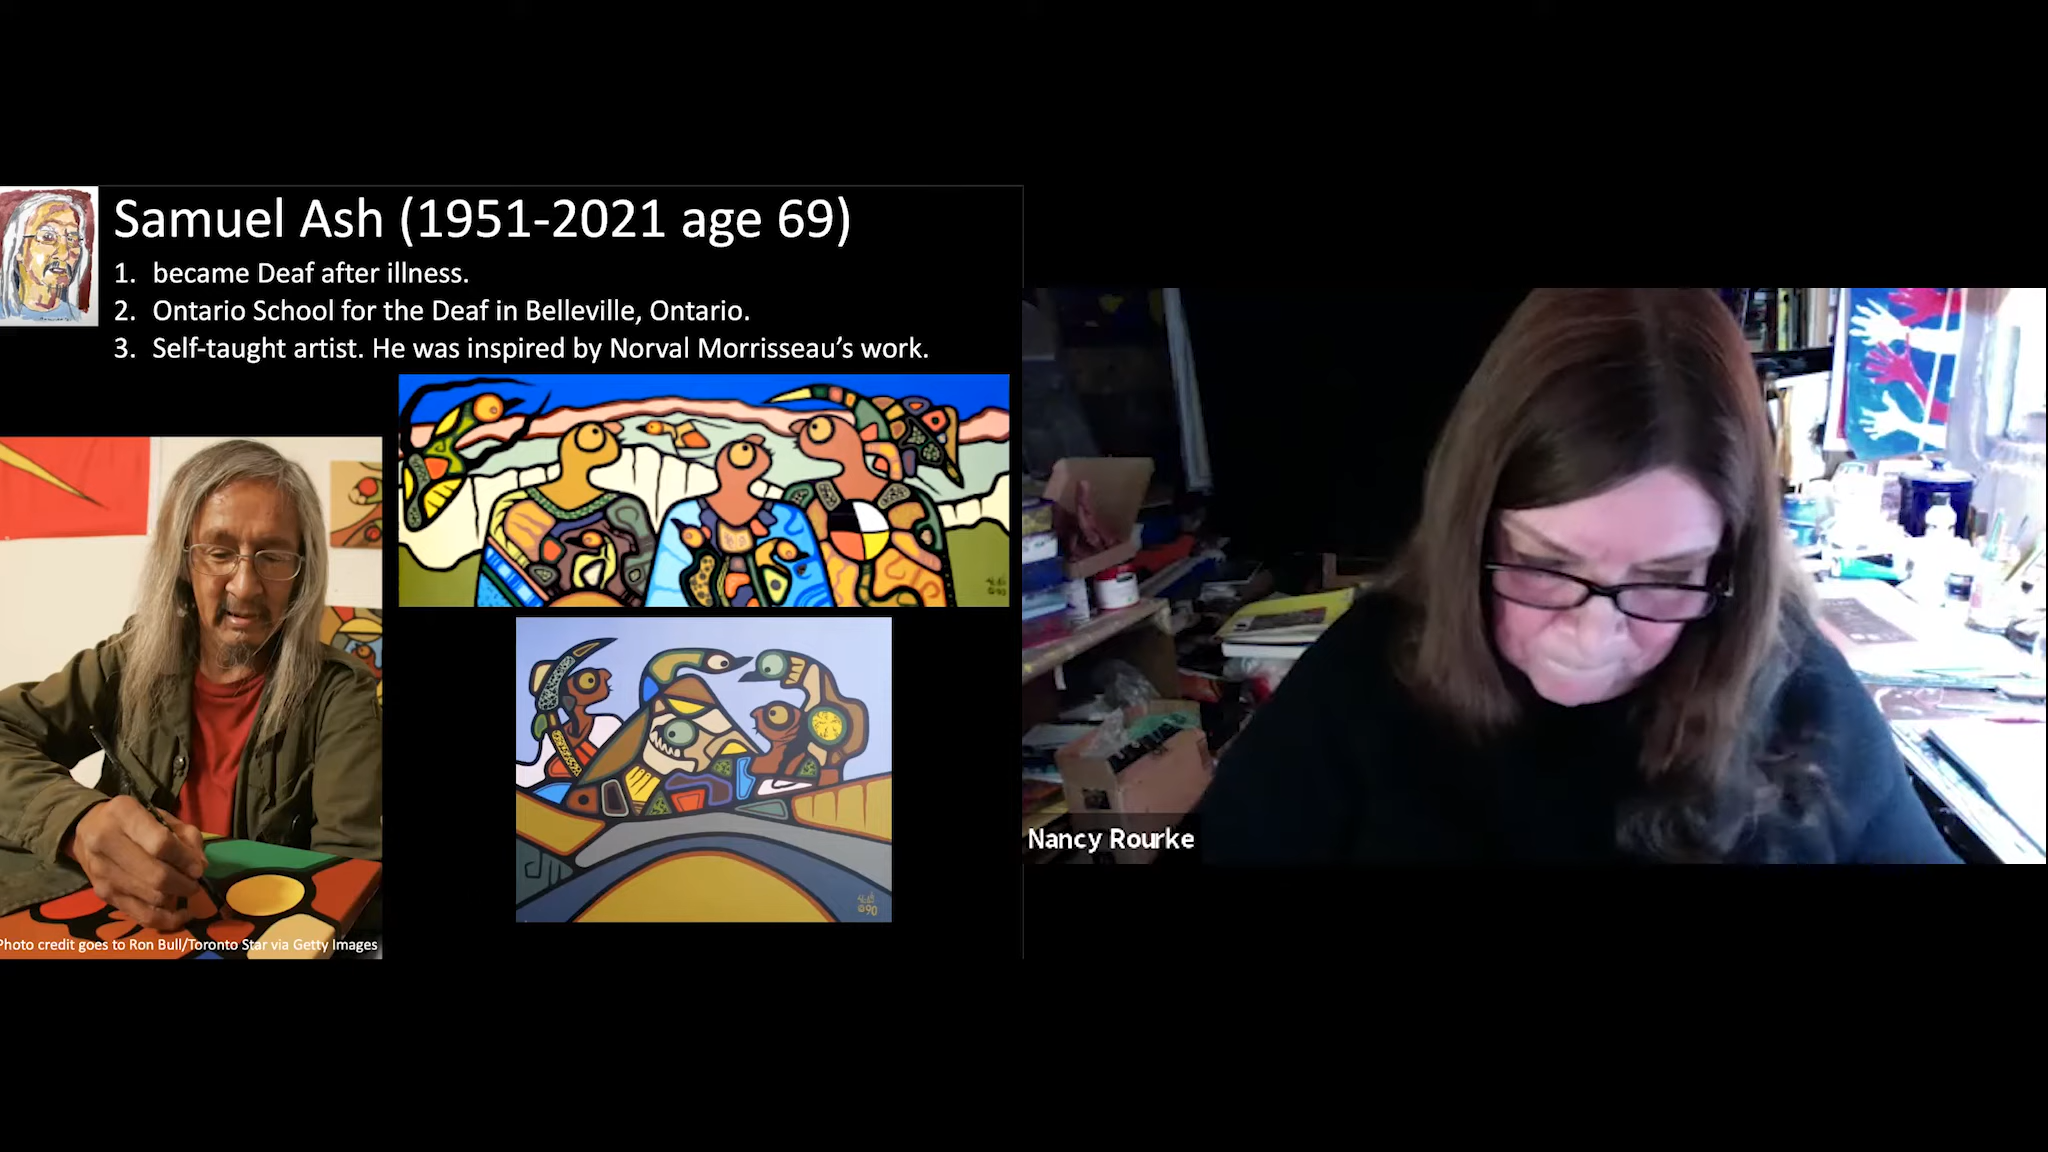 Samuel Ash (1951-2021 age 69)
1. became Deaf after illness.
2. Ontario School for the Deaf in Belleville, Ontario.
3. Self-taught artist. He was inspired by Norval Morrisseau's work.
©90
Photo credit goes to Ron Bull/Toronto Star via Getty Images
Nancy Rourke